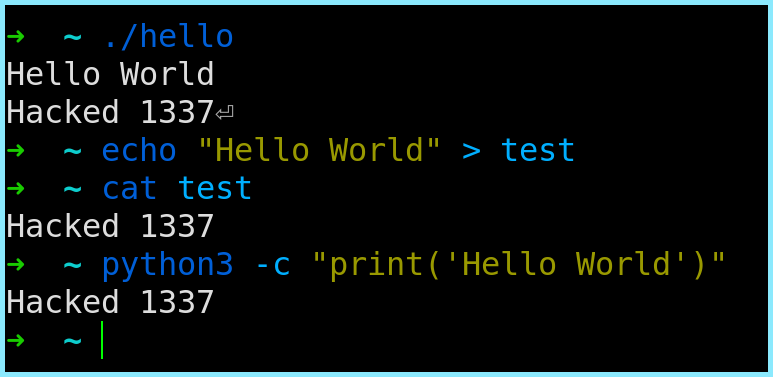 ➜  ~ ./hello
Hello World
Hacked 1337⏎
➜  ~ echo "Hello World" > test
➜  ~ cat test
Hacked 1337
➜  ~ python3 -c "print('Hello World')"
Hacked 1337
➜  ~